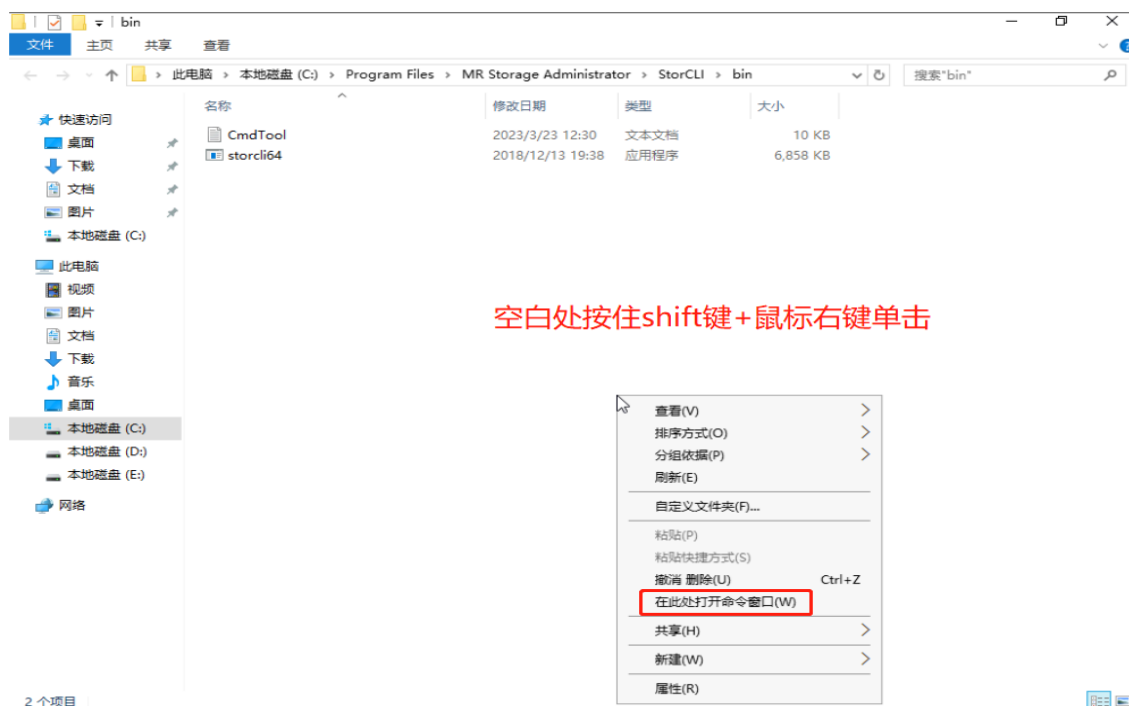 bin
文件 主页 共享 查看
此电脑 › 本地磁盘 (C:) › Program Files › MR Storage Administrator › StorCLI › bin 搜索"bin"
名称 修改日期 类型 大小
快速访问
桌面
下载
文档
图片
本地磁盘 (C:)
此电脑
视频
图片
文档
下载
音乐
桌面
本地磁盘 (C:)
本地磁盘 (D:)
本地磁盘 (E:)
网络
CmdTool 2023/3/23 12:30 文本文档 10 KB
storcli64 2018/12/13 19:38 应用程序 6,858 KB
空白处按住shift键+鼠标右键单击
查看(V)
排序方式(O)
分组依据(P)
刷新(E)
自定义文件夹(F)...
粘贴(P)
粘贴快捷方式(S)
撤消 删除(U) Ctrl+Z
在此处打开命令窗口(W)
共享(H)
新建(W)
属性(R)
2 个项目